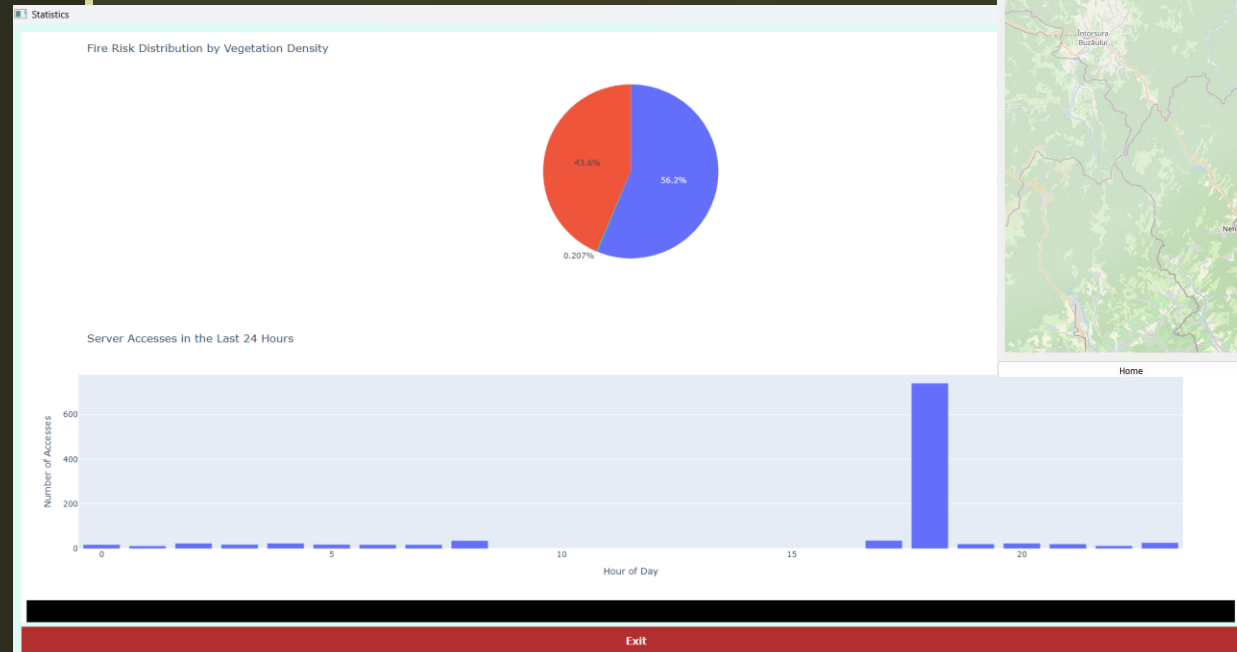 Statistics
Fire Risk Distribution by Vegetation Density
43.6%
56.2%
0.207%
Întorsura
Buzăului
Neh
Home
Server Accesses in the Last 24 Hours
Number of Accesses
600
400
200
0
0 5 10 15 20
Hour of Day
Exit